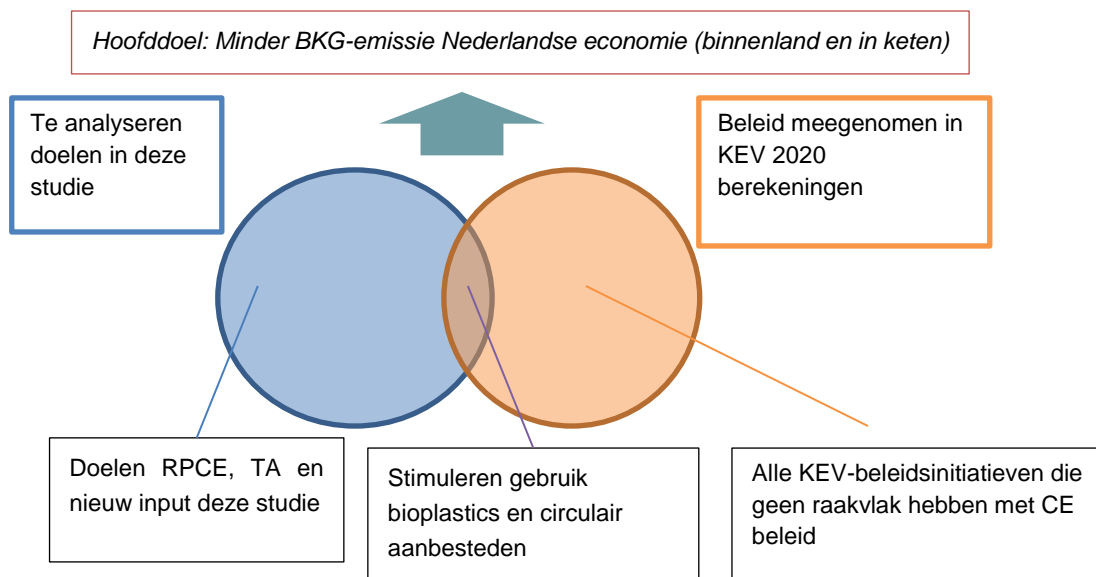 Hoofddoel: Minder BKG-emissie Nederlandse economie (binnenland en in keten)
Te analyseren
doelen in deze
studie
Beleid meegenomen in
KEV 2020
berekeningen
Doelen RPCE, TA en
nieuw input deze studie
Stimuleren gebruik
bioplastics en circulair
aanbesteden
Alle KEV-beleidsinitiatieven die
geen raakvlak hebben met CE
beleid